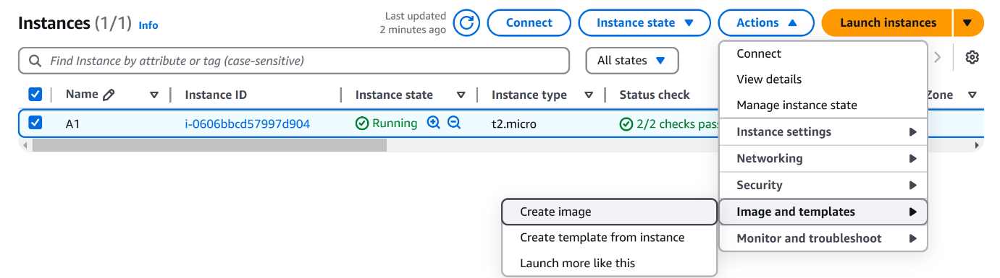 Instances (1/1) Info
Last updated
2 minutes ago
Connect
Instance state
Actions
Launch instances
Find Instance by attribute or tag (case-sensitive)
All states
Name Instance ID Instance state Instance type Status check Zone
A1 i-0606bbcd57997d904 Running t2.micro 2/2 checks pas
Connect
View details
Manage instance state
Instance settings
Networking
Security
Image and templates
Monitor and troubleshoot
Create image
Create template from instance
Launch more like this